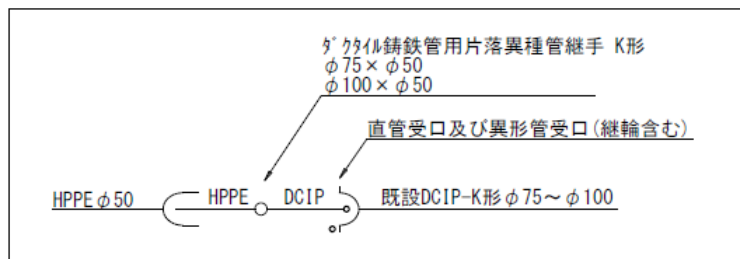 ﾀﾞｸﾀｲﾙ鋳鉄管用片落異種管継手 K形
φ75×φ50
φ100×φ50
直管受口及び異形管受口(継輪含む)
HPPEφ50
HPPE
DCIP
既設DCIP-K形φ75～φ100